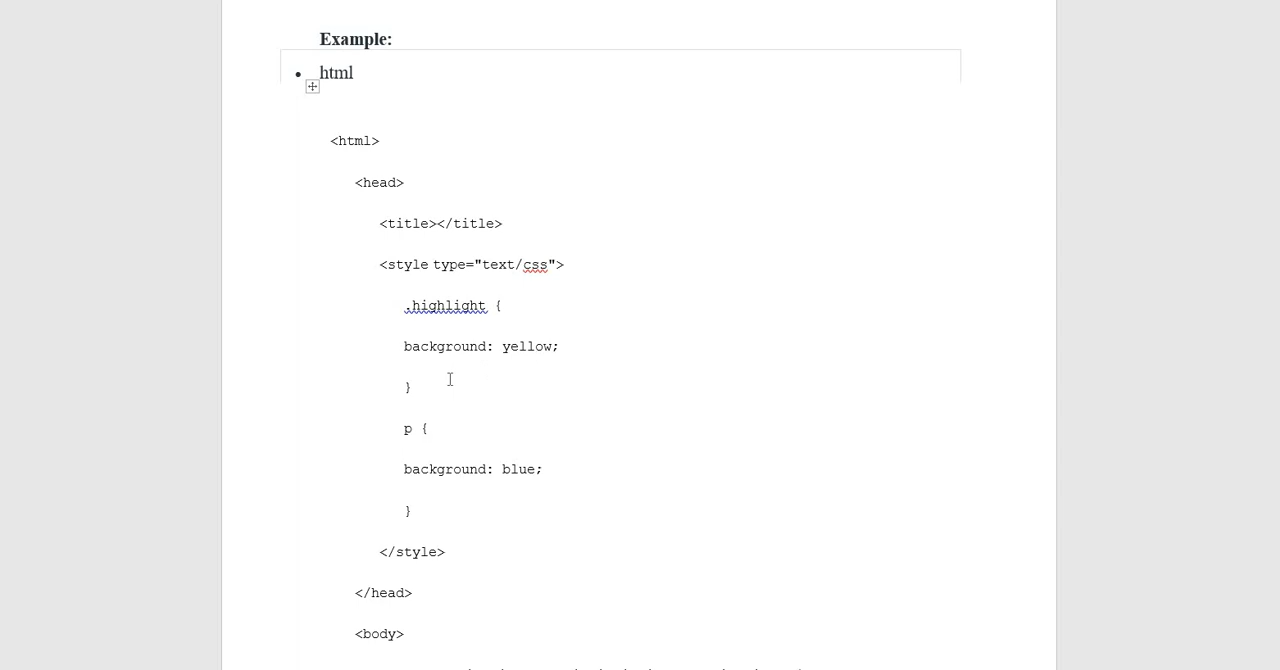 Example:
html
<html>
<head>
<title></title>
<style type="text/css">
.highlight {
background: yellow;
}
p {
background: blue;
}
</style>
</head>
<body>